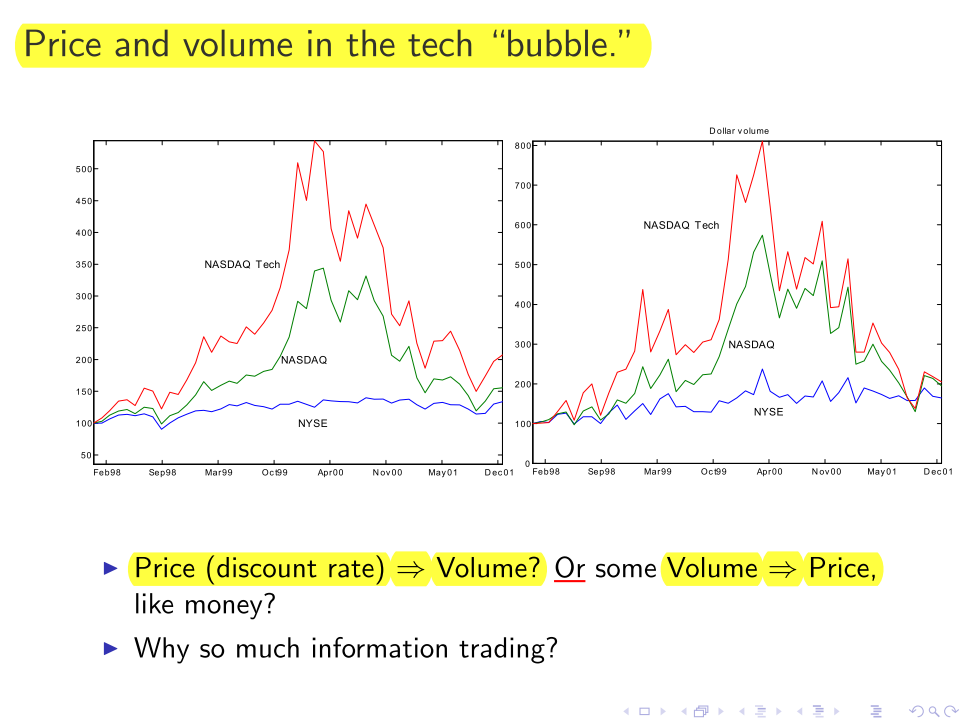 Price and volume in the tech “bubble.”
500
450
400
350
300
250
200
150
100
50
NASDAQ Tech
NASDAQ
NYSE
Feb98 Sep98 Mar99 Oct99 Apr00 Nov00 May01 Dec01
Dollar volume
800
700
600
500
400
300
200
100
0
NASDAQ Tech
NASDAQ
NYSE
Feb98 Sep98 Mar99 Oct99 Apr00 Nov00 May01 Dec01
Price (discount rate) ⇒ Volume? Or some Volume ⇒ Price,
like money?
Why so much information trading?